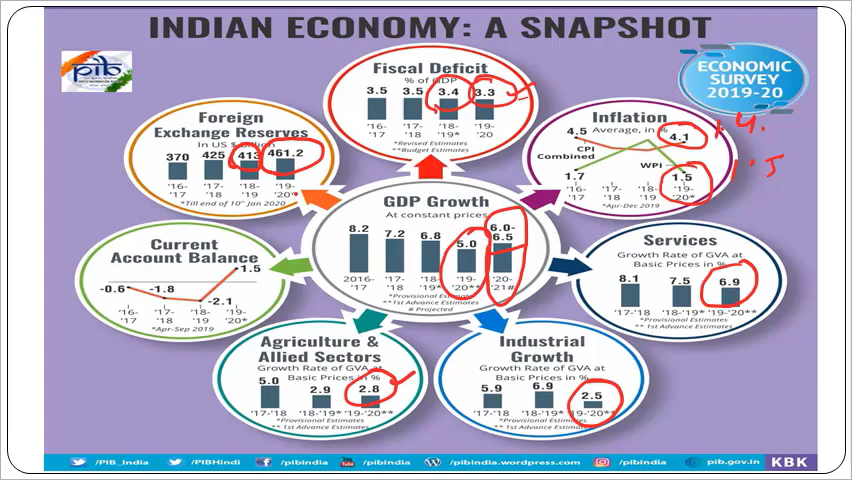 INDIAN ECONOMY: A SNAPSHOT
pib
ECONOMIC
SURVEY
2019-20
Fiscal Deficit
% of GDP
3.5 3.5 3.4 3.3
'16-'17 '17-'18 '18-'19* '19-'20**
*Revised Estimates
**Budget Estimates
Foreign
Exchange Reserves
In US $ billion
370 425 413 461.2
'16-'17 '17-'18 '18-'19 '19-'20*
*Till end of 10th Jan 2020
Inflation
Average, in %
4.5 4.1
CPI
Combined
WPI
1.7 1.5
'16-'17 '17-'18 '18-'19 '19-'20*
*Apr-Dec 2019
4.
1.5
GDP Growth
At constant prices
8.2 7.2 6.8 5.0 6.0-6.5
2016-17 '17-'18 '18-'19* '19-'20** '20-'21#
*Provisional Estimates
**1st Advance Estimates
# Projected
Current
Account Balance
-0.6 -1.8 -2.1 1.5
'16-'17 '17-'18 '18-'19 '19-'20*
*Apr-Sep 2019
Services
Growth Rate of GVA at
Basic Prices in %
8.1 7.5 6.9
'17-'18 '18-'19* '19-'20**
*Provisional Estimates
** 1st Advance Estimates
Agriculture &
Allied Sectors
Growth Rate of GVA at
Basic Prices in %
5.0 2.9 2.8
'17-'18 '18-'19* '19-'20**
*Provisional Estimates
** 1st Advance Estimates
Industrial
Growth
Growth Rate of GVA at
Basic Prices in %
5.9 6.9 2.5
'17-'18 '18-'19* '19-'20**
*Provisional Estimates
** 1st Advance Estimates
/PIB_India /PIBHindi /pibindia /pibindia /pibindia.wordpress.com /pibindia pib.gov.in KBK